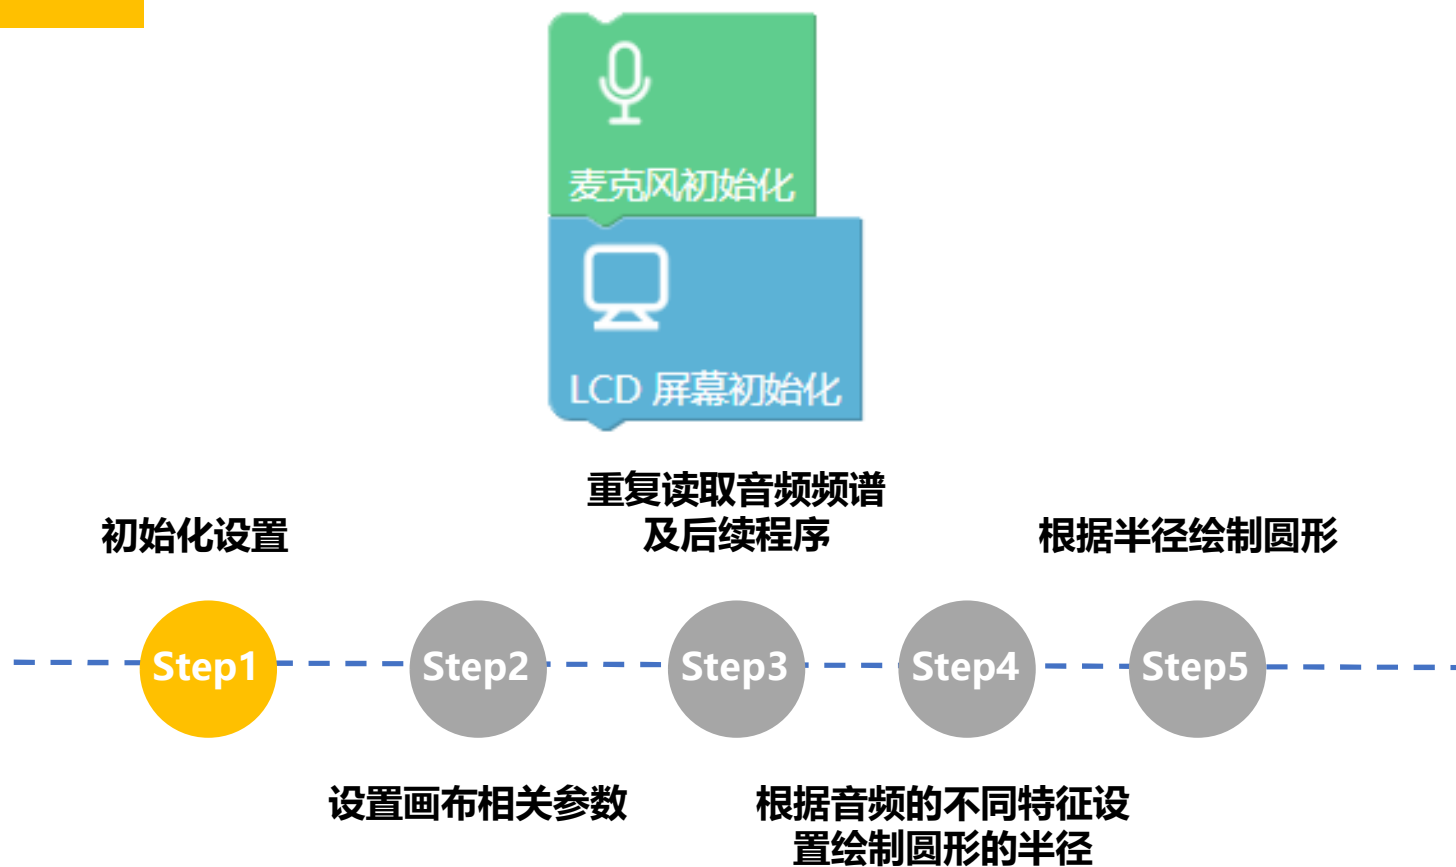 麦克风初始化
LCD 屏幕初始化
重复读取音频频谱
及后续程序
初始化设置
根据半径绘制圆形
Step1
Step2
Step3
Step4
Step5
设置画布相关参数
根据音频的不同特征设
置绘制圆形的半径